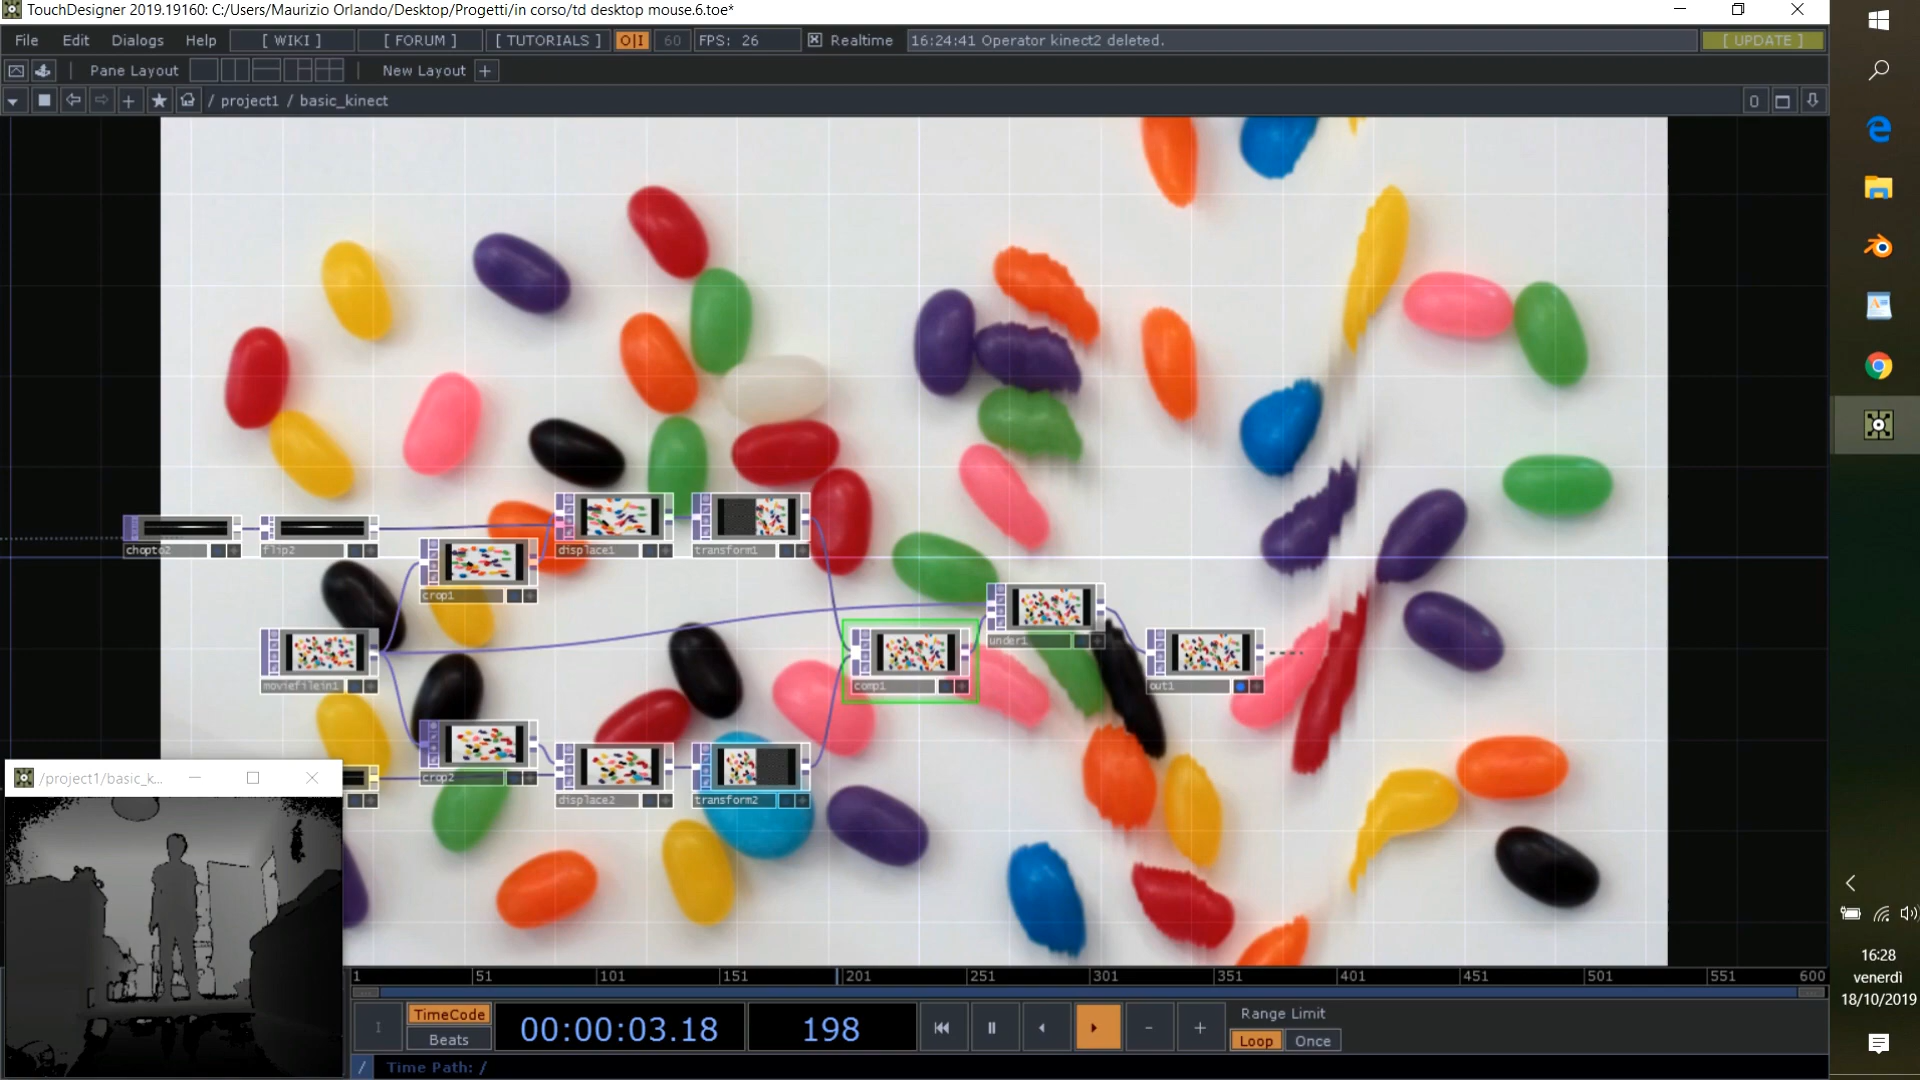 TouchDesigner 2019.19160: C:/Users/Maurizio Orlando/Desktop/Progetti/in corso/td desktop mouse.6.toe*
File Edit Dialogs Help [ WIKI ] [ FORUM ] [ TUTORIALS ] O|I 60 FPS: 26 Realtime 16:24:41 Operator kinect2 deleted. [ UPDATE ]
Pane Layout New Layout +
/ project1 / basic_kinect 0
chopto2 flip2 displace1 transform1
crop1
under1
moviefilein1 comp1 out1
crop2
displace2 transform2
/project1/basic_k...
1 51 101 151 201 251 301 351 401 451 501 551 600
I TimeCode Beats 00:00:03.18 198 - + Range Limit
Loop Once
/ Time Path: /
16:28
venerdì
18/10/2019